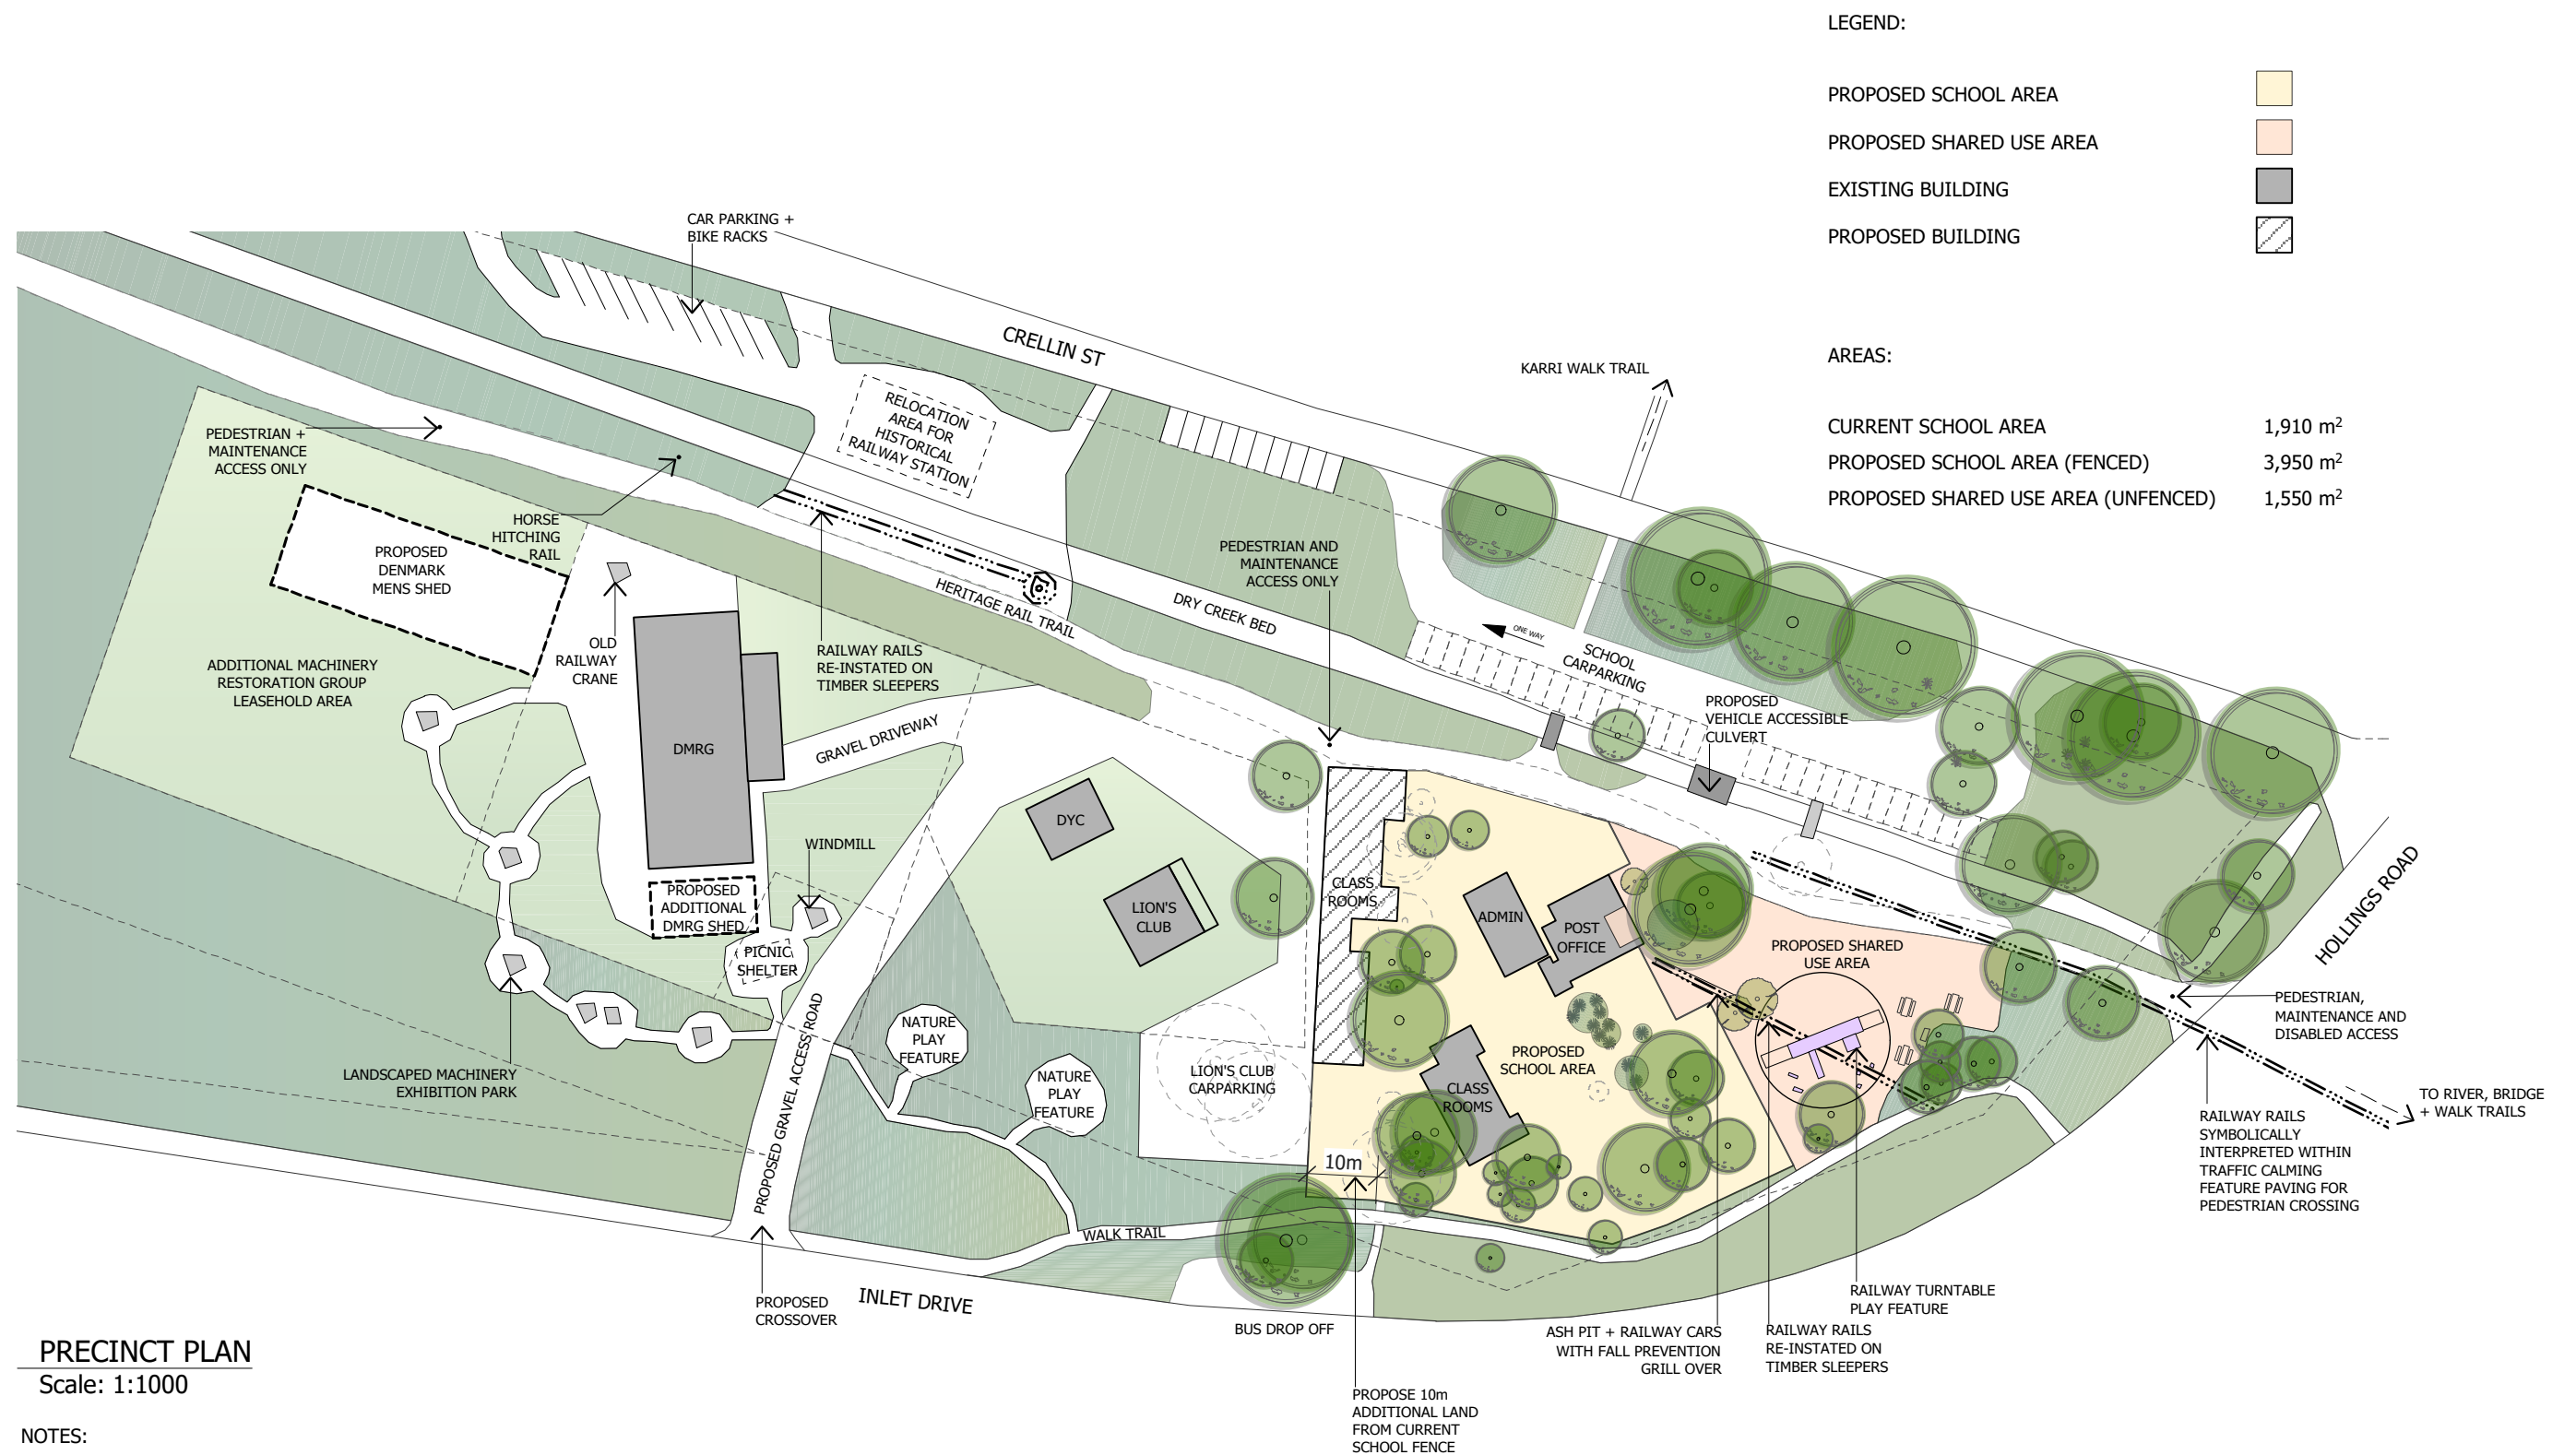 LEGEND:
PROPOSED SCHOOL AREA
PROPOSED SHARED USE AREA
EXISTING BUILDING
PROPOSED BUILDING
AREAS:
CURRENT SCHOOL AREA 1,910 m²
PROPOSED SCHOOL AREA (FENCED) 3,950 m²
PROPOSED SHARED USE AREA (UNFENCED) 1,550 m²
CAR PARKING +
BIKE RACKS
CRELLIN ST
KARRI WALK TRAIL
RELOCATION
AREA FOR
HISTORICAL
RAILWAY STATION
PEDESTRIAN +
MAINTENANCE
ACCESS ONLY
HORSE
HITCHING
RAIL
PROPOSED
DENMARK
MENS SHED
PEDESTRIAN AND
MAINTENANCE
ACCESS ONLY
HERITAGE RAIL TRAIL
DRY CREEK BED
ONE WAY
SCHOOL
CARPARKING
OLD
RAILWAY
CRANE
RAILWAY RAILS
RE-INSTATED ON
TIMBER SLEEPERS
ADDITIONAL MACHINERY
RESTORATION GROUP
LEASEHOLD AREA
PROPOSED
VEHICLE ACCESSIBLE
CULVERT
DMRG
GRAVEL DRIVEWAY
DYC
WINDMILL
PROPOSED
ADDITIONAL
DMRG SHED
LION'S
CLUB
CLASS
ROOMS
ADMIN
POST
OFFICE
HOLLINGS ROAD
PICNIC
SHELTER
PROPOSED SHARED
USE AREA
PEDESTRIAN,
MAINTENANCE AND
DISABLED ACCESS
NATURE
PLAY
FEATURE
NATURE
PLAY
FEATURE
LION'S CLUB
CARPARKING
PROPOSED
SCHOOL AREA
CLASS
ROOMS
LANDSCAPED MACHINERY
EXHIBITION PARK
PROPOSED GRAVEL ACCESS ROAD
TO RIVER, BRIDGE
+ WALK TRAILS
RAILWAY RAILS
SYMBOLICALLY
INTERPRETED WITHIN
TRAFFIC CALMING
FEATURE PAVING FOR
PEDESTRIAN CROSSING
10m
WALK TRAIL
PROPOSED
CROSSOVER
INLET DRIVE
BUS DROP OFF
RAILWAY TURNTABLE
PLAY FEATURE
ASH PIT + RAILWAY CARS
WITH FALL PREVENTION
GRILL OVER
RAILWAY RAILS
RE-INSTATED ON
TIMBER SLEEPERS
PROPOSE 10m
ADDITIONAL LAND
FROM CURRENT
SCHOOL FENCE
PRECINCT PLAN
Scale: 1:1000
NOTES: